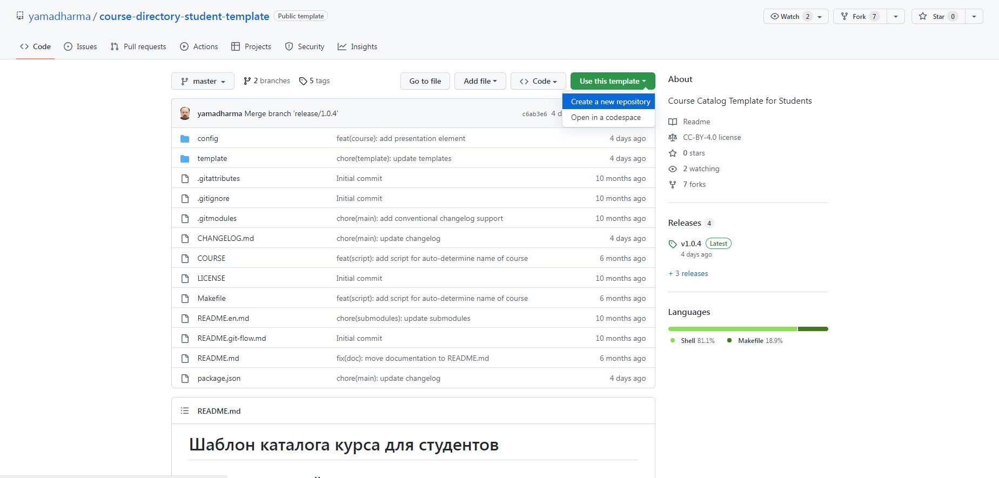 yamadharma / course-directory-student-template Public template
Watch 2 Fork 7 Star 0
Code Issues Pull requests Actions Projects Security Insights
master 2 branches 5 tags Go to file Add file Code Use this template
Create a new repository
Open in a codespace
yamadharma Merge branch 'release/1.0.4' c6ab3e6 4 d
config feat(course): add presentation element 4 days ago
template chore(template): update templates 4 days ago
.gitattributes Initial commit 10 months ago
.gitignore Initial commit 10 months ago
.gitmodules chore(main): add conventional changelog support 10 months ago
CHANGELOG.md chore(main): update changelog 4 days ago
COURSE feat(script): add script for auto-determine name of course 6 months ago
LICENSE Initial commit 10 months ago
Makefile feat(script): add script for auto-determine name of course 6 months ago
README.en.md chore(submodules): update submodules 10 months ago
README.git-flow.md Initial commit 10 months ago
README.md fix(doc): move documentation to README.md 6 months ago
package.json chore(main): update changelog 4 days ago
README.md
Шаблон каталога курса для студентов
About
Course Catalog Template for Students
Readme
CC-BY-4.0 license
0 stars
2 watching
7 forks
Releases 4
v1.0.4 Latest
4 days ago
+ 3 releases
Languages
Shell 81.1% Makefile 18.9%